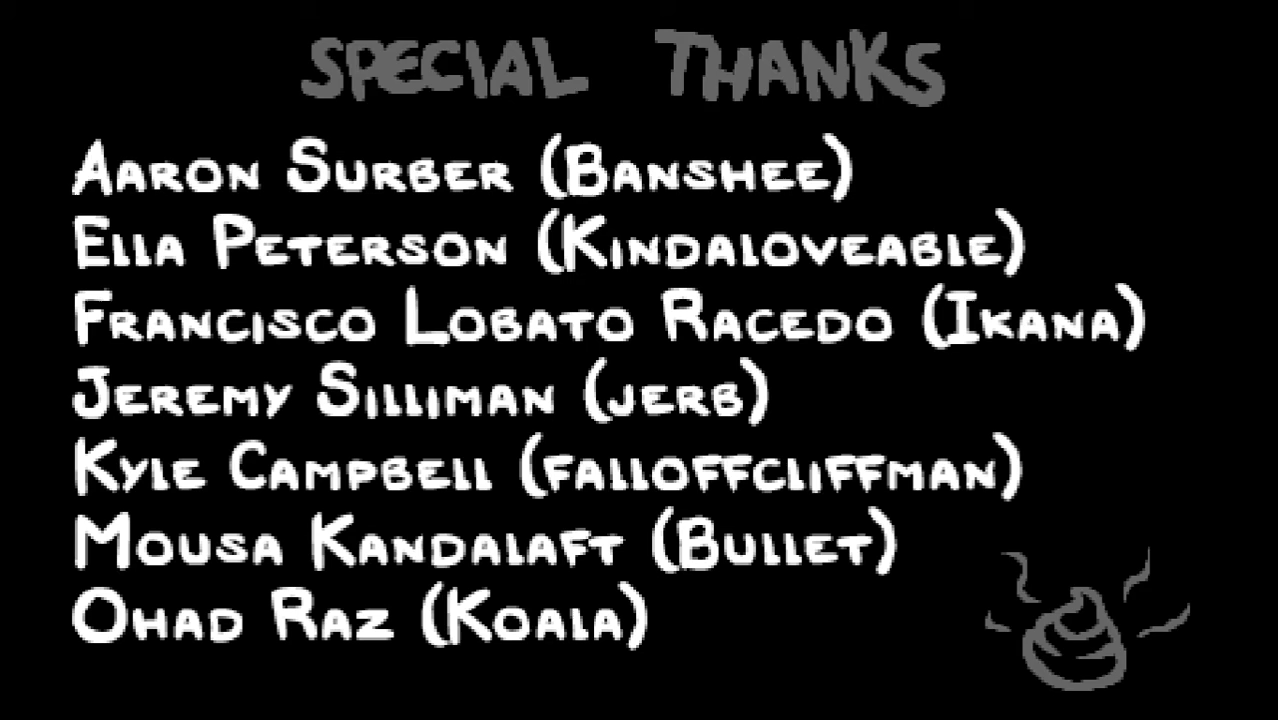 SPECIAL THANKS
Aaron Surber (Banshee)
Ella Peterson (Kindaloveable)
Francisco Lobato Racedo (Ikana)
Jeremy Silliman (jerb)
Kyle Campbell (falloffcliffman)
Mousa Kandalaft (Bullet)
Ohad Raz (Koala)